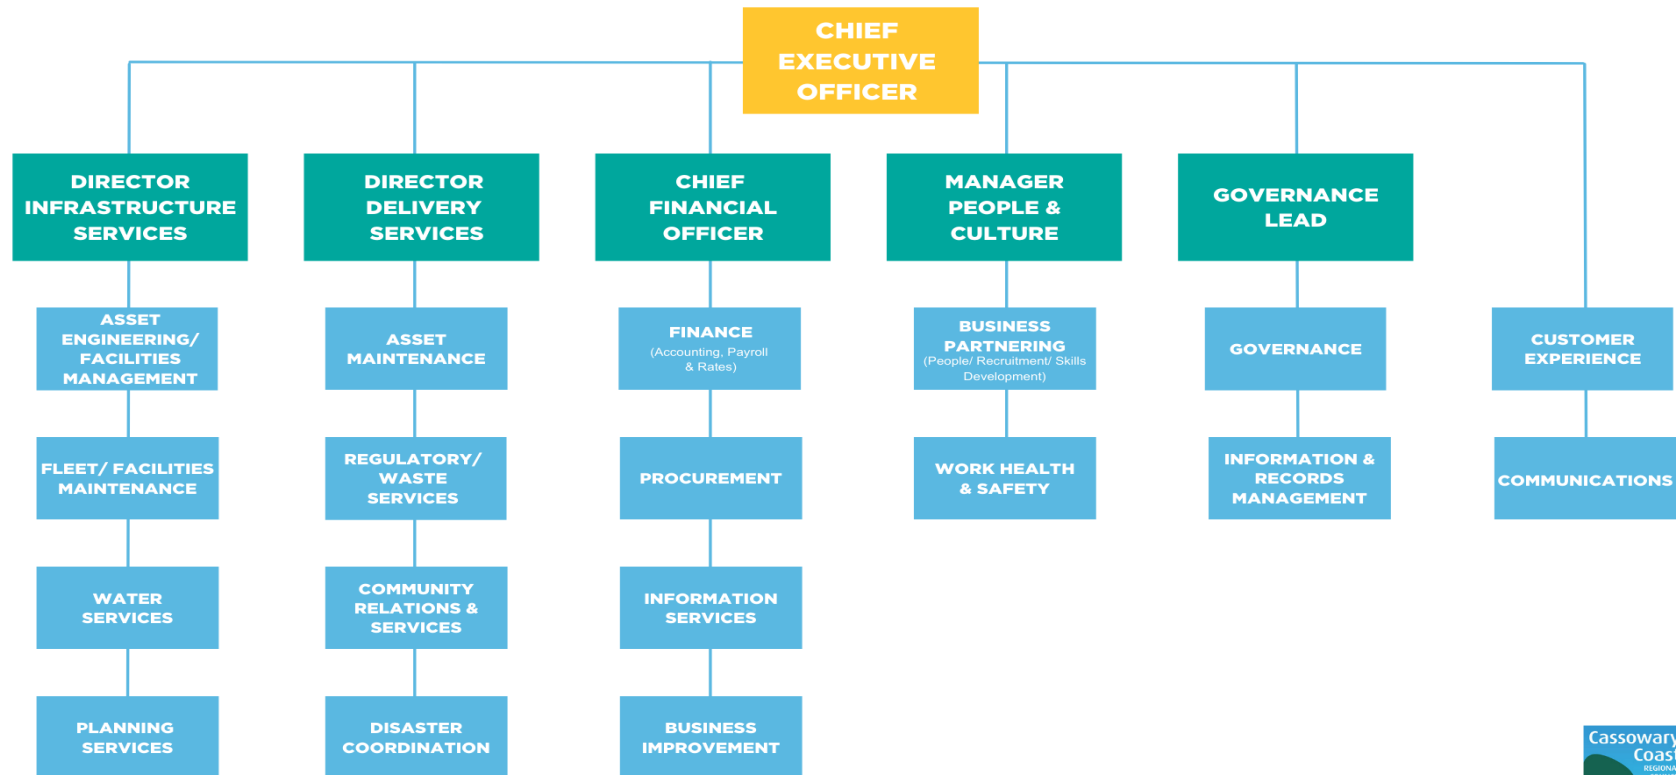 CHIEF
EXECUTIVE
OFFICER
DIRECTOR
INFRASTRUCTURE
SERVICES
DIRECTOR
DELIVERY
SERVICES
CHIEF
FINANCIAL
OFFICER
MANAGER
PEOPLE &
CULTURE
GOVERNANCE
LEAD
ASSET
ENGINEERING/
FACILITIES
MANAGEMENT
ASSET
MAINTENANCE
FINANCE
(Accounting, Payroll
& Rates)
BUSINESS
PARTNERING
(People/ Recruitment/ Skills
Development)
GOVERNANCE
CUSTOMER
EXPERIENCE
FLEET/ FACILITIES
MAINTENANCE
REGULATORY/
WASTE
SERVICES
PROCUREMENT
WORK HEALTH
& SAFETY
INFORMATION &
RECORDS
MANAGEMENT
COMMUNICATIONS
WATER
SERVICES
COMMUNITY
RELATIONS &
SERVICES
INFORMATION
SERVICES
PLANNING
SERVICES
DISASTER
COORDINATION
BUSINESS
IMPROVEMENT
Cassowary
Coast
REGIONA